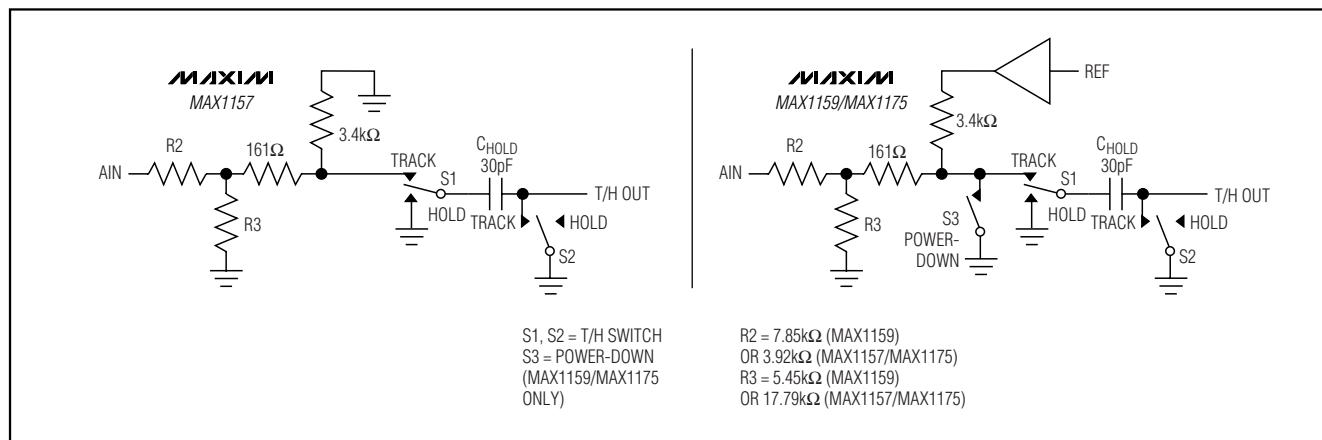 MAXIM
MAX1157
3.4kΩ
R2
161Ω
AIN
R3
TRACK
S1
HOLD
CHOLD
30pF
TRACK
HOLD
S2
T/H OUT
MAXIM
MAX1159/MAX1175
REF
3.4kΩ
R2
161Ω
AIN
R3
S3
POWER-
DOWN
TRACK
S1
HOLD
CHOLD
30pF
TRACK
HOLD
S2
T/H OUT
S1, S2 = T/H SWITCH
S3 = POWER-DOWN
(MAX1159/MAX1175
ONLY)
R2 = 7.85kΩ (MAX1159)
OR 3.92kΩ (MAX1157/MAX1175)
R3 = 5.45kΩ (MAX1159)
OR 17.79kΩ (MAX1157/MAX1175)